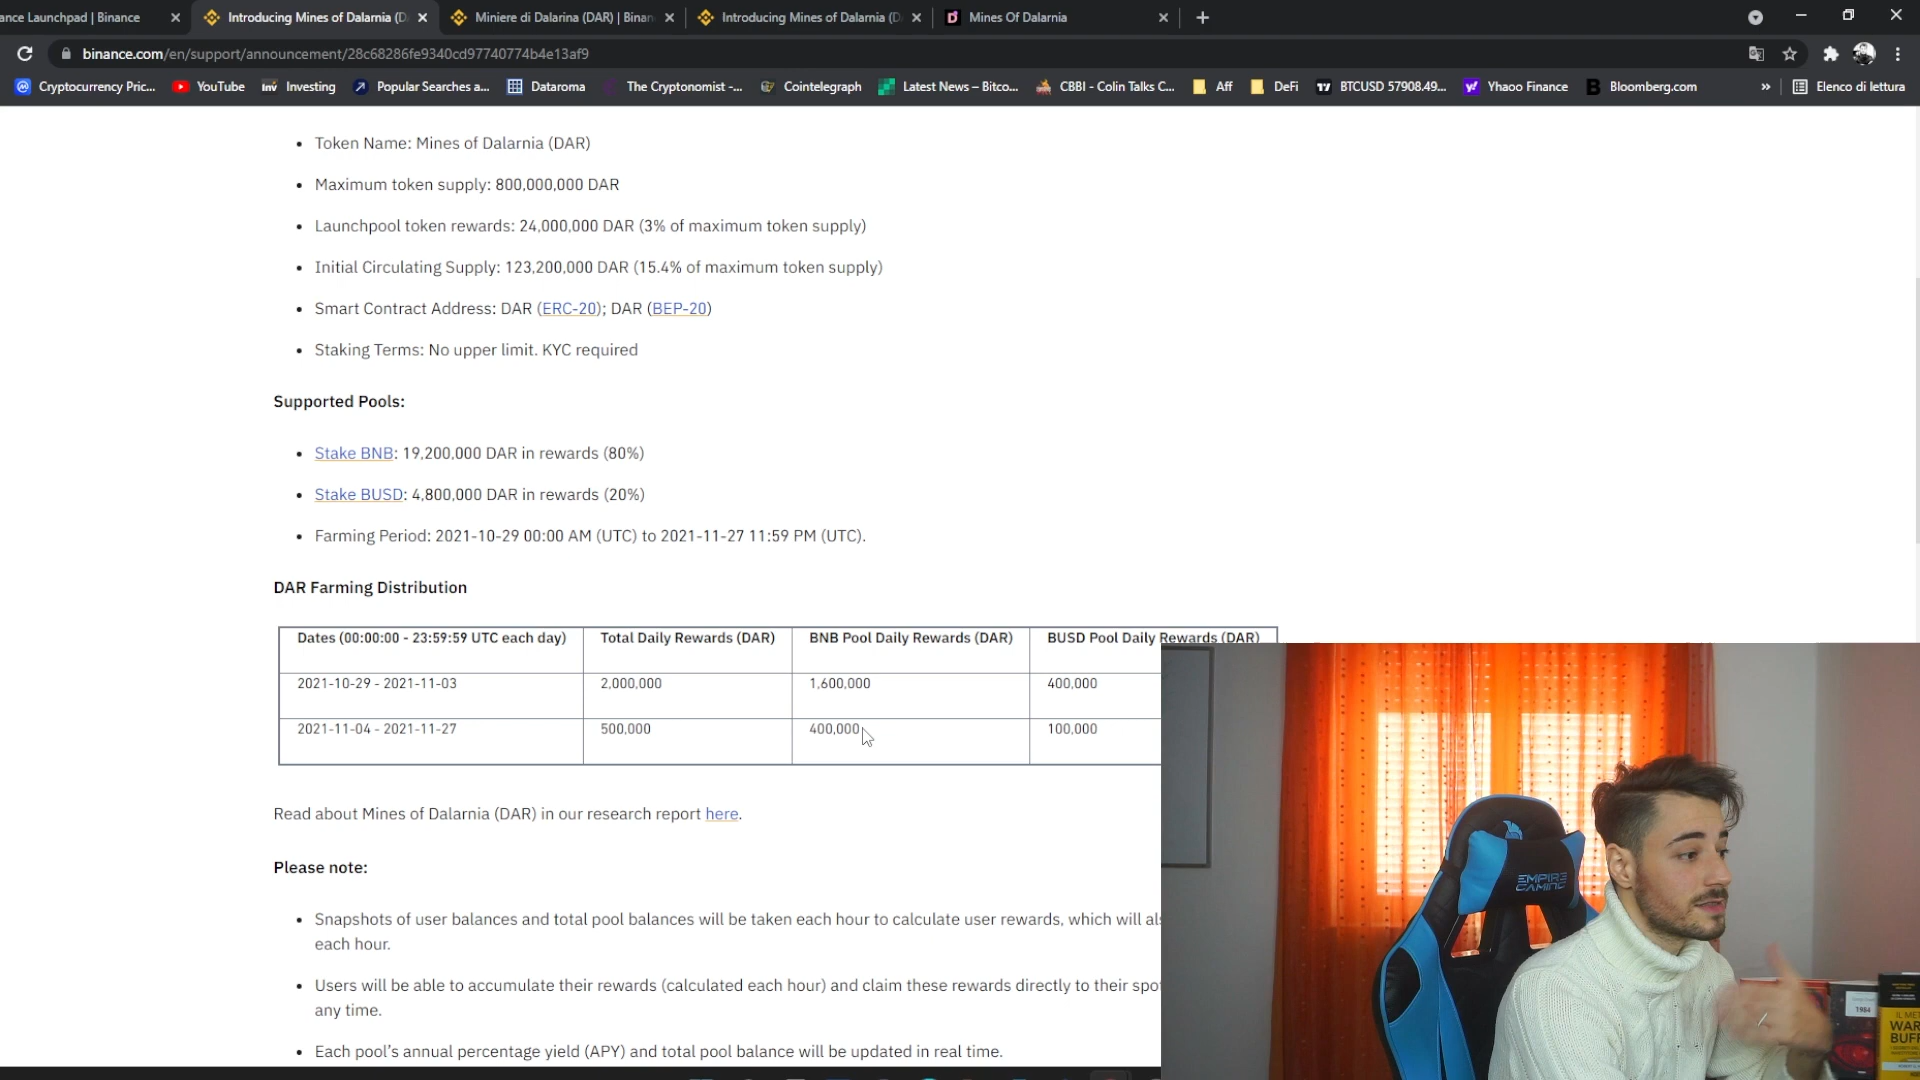 ance Launchpad | Binance
Introducing Mines of Dalarnia (D
Miniere di Dalarina (DAR) | Binan
Introducing Mines of Dalarnia (D
Mines Of Dalarnia
binance.com/en/support/announcement/28c68286fe9340cd97740774b4e13af9
Cryptocurrency Pric...
YouTube
Investing
Popular Searches a...
Dataroma
The Cryptonomist -...
Cointelegraph
Latest News – Bitco...
CBBI - Colin Talks C...
Aff
DeFi
BTCUSD 57908.49...
Yhaoo Finance
Bloomberg.com
»
Elenco di lettura
• Token Name: Mines of Dalarnia (DAR)
• Maximum token supply: 800,000,000 DAR
• Launchpool token rewards: 24,000,000 DAR (3% of maximum token supply)
• Initial Circulating Supply: 123,200,000 DAR (15.4% of maximum token supply)
• Smart Contract Address: DAR (ERC-20); DAR (BEP-20)
• Staking Terms: No upper limit. KYC required
Supported Pools:
• Stake BNB: 19,200,000 DAR in rewards (80%)
• Stake BUSD: 4,800,000 DAR in rewards (20%)
• Farming Period: 2021-10-29 00:00 AM (UTC) to 2021-11-27 11:59 PM (UTC).
DAR Farming Distribution
Dates (00:00:00 - 23:59:59 UTC each day) Total Daily Rewards (DAR) BNB Pool Daily Rewards (DAR) BUSD Pool Daily Rewards (DAR)
2021-10-29 - 2021-11-03 2,000,000 1,600,000 400,000
2021-11-04 - 2021-11-27 500,000 400,000 100,000
Read about Mines of Dalarnia (DAR) in our research report here.
Please note:
• Snapshots of user balances and total pool balances will be taken each hour to calculate user rewards, which will al
each hour.
• Users will be able to accumulate their rewards (calculated each hour) and claim these rewards directly to their spo
any time.
• Each pool's annual percentage yield (APY) and total pool balance will be updated in real time.
EMPIRE
GAMING
1984
IL MET
WAR
BUFF